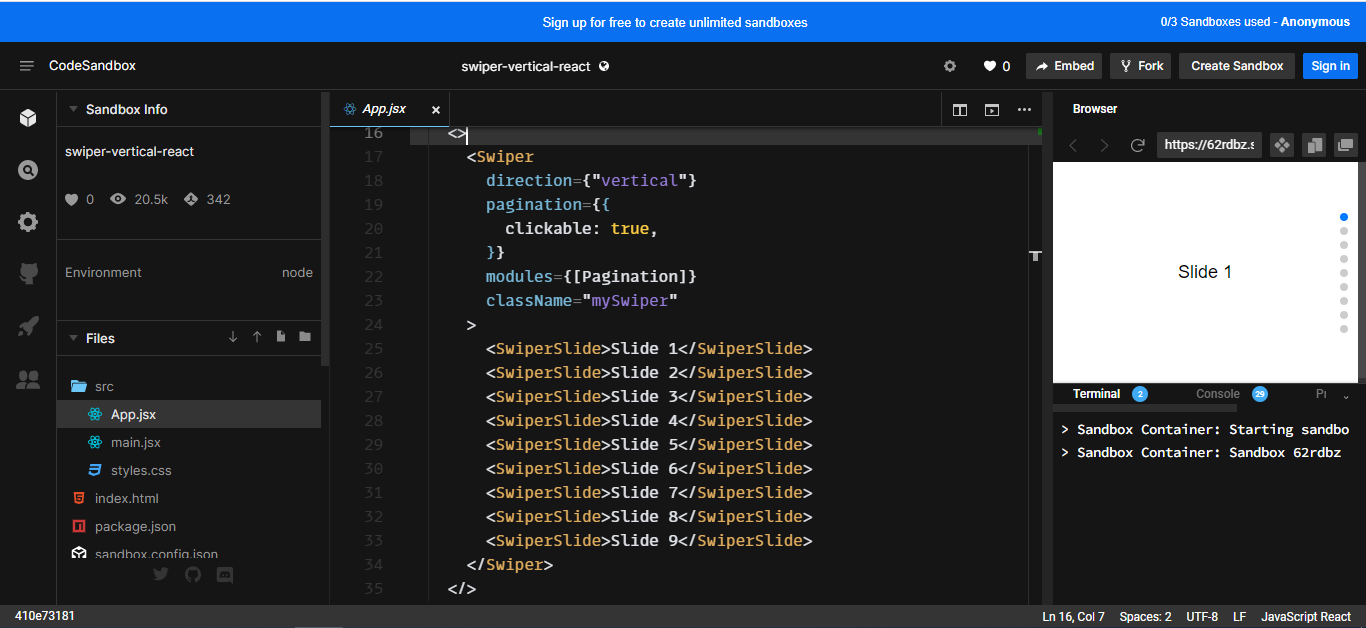 Sign up for free to create unlimited sandboxes
0/3 Sandboxes used - Anonymous
CodeSandbox
swiper-vertical-react
0
Embed
Fork
Create Sandbox
Sign in
Sandbox Info
swiper-vertical-react
0 20.5k 342
Environment node
Files
src
App.jsx
main.jsx
styles.css
index.html
package.json
sandbox.config.json
App.jsx
16 <>
17 <Swiper
18 direction={"vertical"}
19 pagination={{
20 clickable: true,
21 }}
22 modules={[Pagination]}
23 className="mySwiper"
24 >
25 <SwiperSlide>Slide 1</SwiperSlide>
26 <SwiperSlide>Slide 2</SwiperSlide>
27 <SwiperSlide>Slide 3</SwiperSlide>
28 <SwiperSlide>Slide 4</SwiperSlide>
29 <SwiperSlide>Slide 5</SwiperSlide>
30 <SwiperSlide>Slide 6</SwiperSlide>
31 <SwiperSlide>Slide 7</SwiperSlide>
32 <SwiperSlide>Slide 8</SwiperSlide>
33 <SwiperSlide>Slide 9</SwiperSlide>
34 </Swiper>
35 </>
Browser
https://62rdbz.s
Slide 1
Terminal 2 Console 29 Pr
> Sandbox Container: Starting sandbo
> Sandbox Container: Sandbox 62rdbz
410e73181
Ln 16, Col 7 Spaces: 2 UTF-8 LF JavaScript React